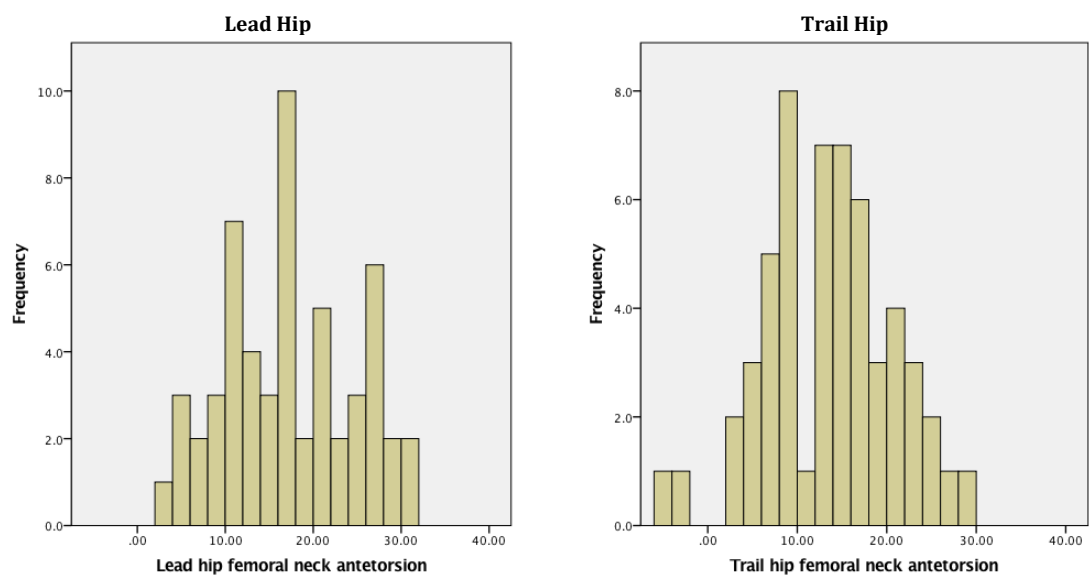 Lead Hip
Frequency
10.0
8.0
6.0
4.0
2.0
0.0
.00 10.00 20.00 30.00 40.00
Lead hip femoral neck antetorsion
Trail Hip
Frequency
8.0
6.0
4.0
2.0
0.0
.00 10.00 20.00 30.00 40.00
Trail hip femoral neck antetorsion